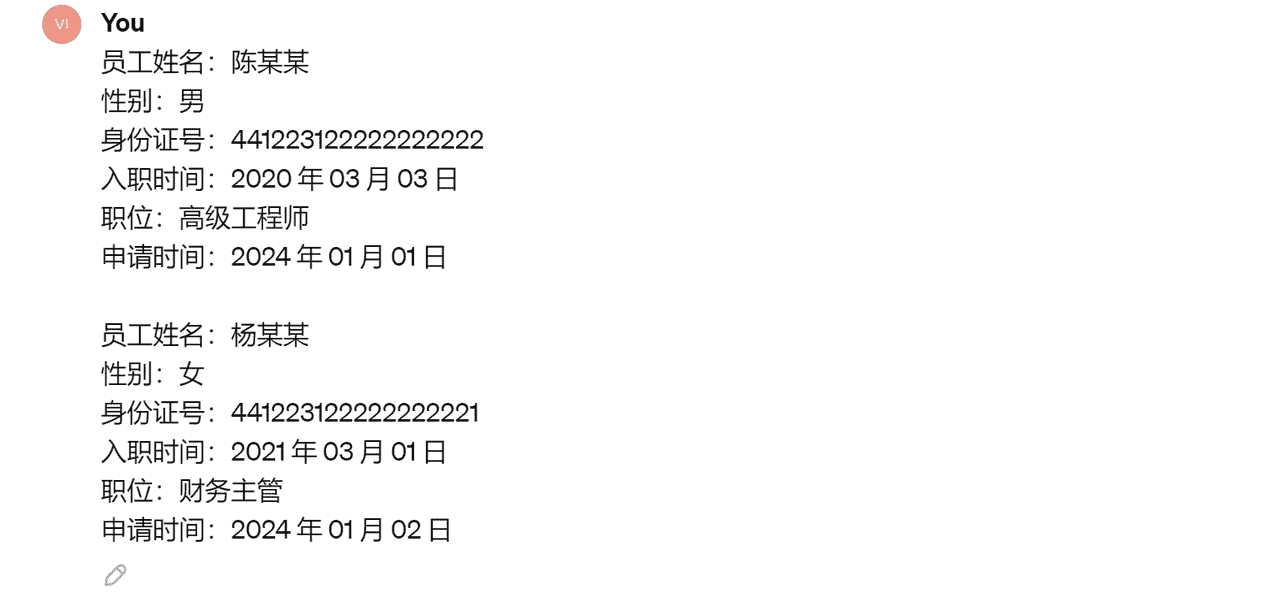 VI
You
员工姓名：陈某某
性别：男
身份证号：441223122222222222
入职时间：2020 年 03 月 03 日
职位：高级工程师
申请时间：2024 年 01 月 01 日
员工姓名：杨某某
性别：女
身份证号：441223122222222221
入职时间：2021 年 03 月 01 日
职位：财务主管
申请时间：2024 年 01 月 02 日